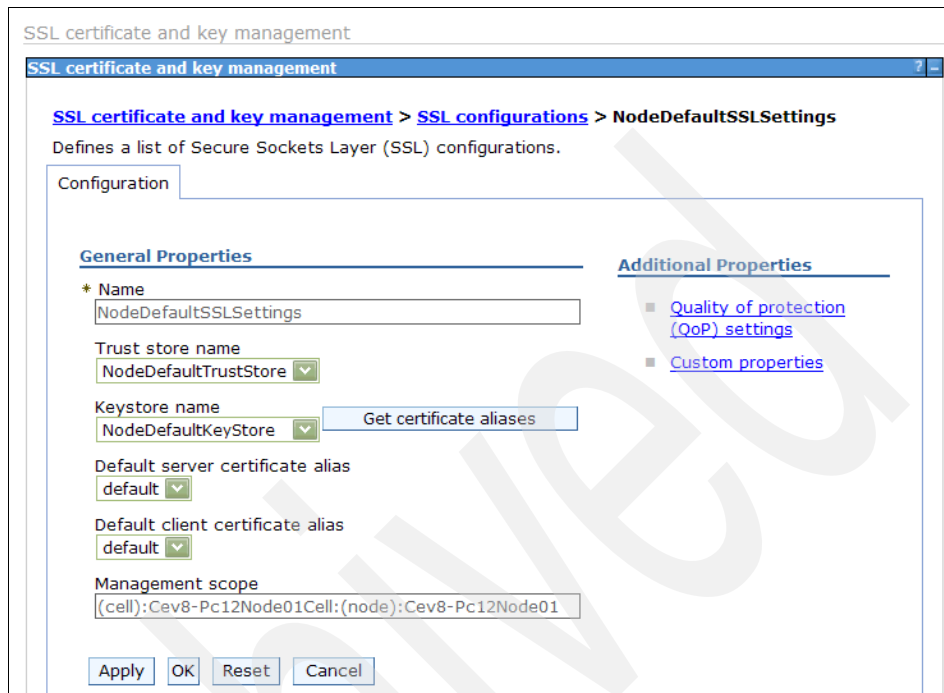 SSL certificate and key management
SSL certificate and key management ? –
SSL certificate and key management > SSL configurations > NodeDefaultSSLSettings
Defines a list of Secure Sockets Layer (SSL) configurations.
Configuration
General Properties
* Name
NodeDefaultSSLSettings
Trust store name
NodeDefaultTrustStore
Keystore name
NodeDefaultKeyStore
Get certificate aliases
Default server certificate alias
default
Default client certificate alias
default
Management scope
(cell):Cev8-Pc12Node01Cell:(node):Cev8-Pc12Node01
Apply OK Reset Cancel
Additional Properties
Quality of protection
(QoP) settings
Custom properties
hived